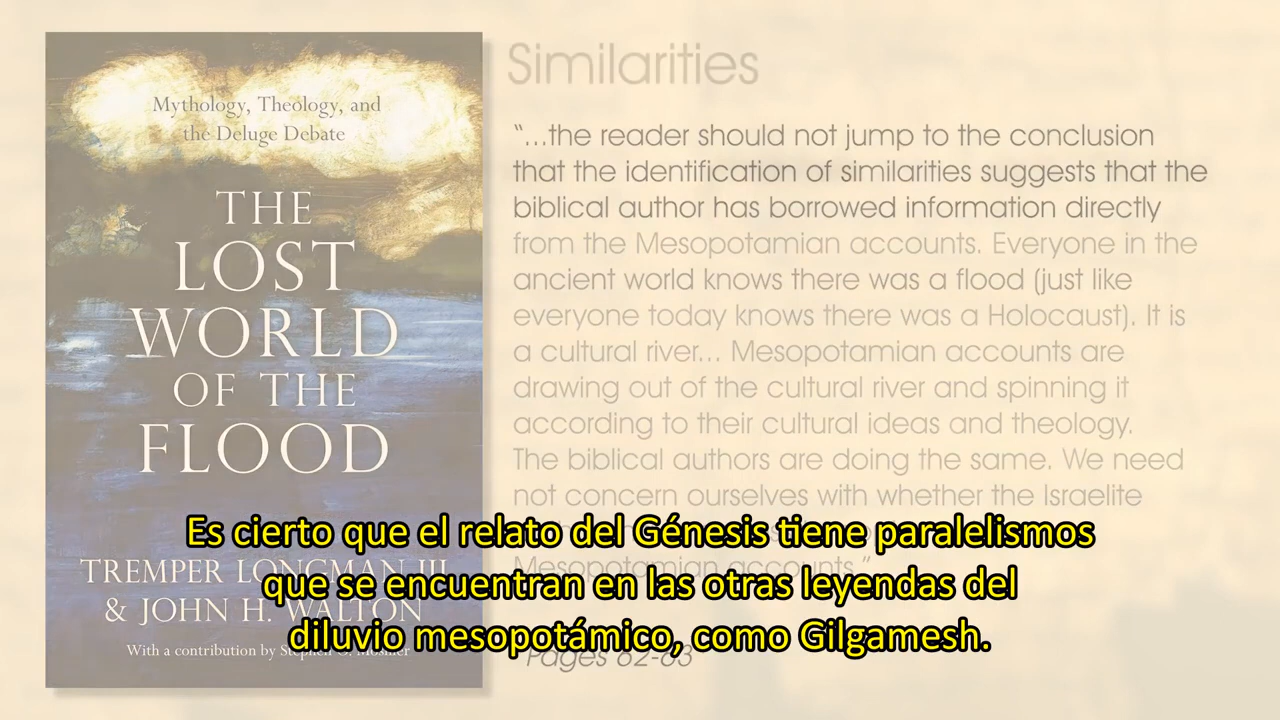 Mythology, Theology, and
the Deluge Debate
THE
LOST
WORLD
OF THE
FLOOD
TREMPER LONGMAN III
& JOHN H. WALTON
With a contribution by Stephen O. Moshier
Similarities
“...the reader should not jump to the conclusion
that the identification of similarities suggests that the
biblical author has borrowed information directly
from the Mesopotamian accounts. Everyone in the
ancient world knows there was a flood (just like
everyone today knows there was a Holocaust). It is
a cultural river... Mesopotamian accounts are
drawing out of the cultural river and spinning it
according to their cultural ideas and theology.
The biblical authors are doing the same. We need
not concern ourselves with whether the Israelite
Mesopotamian accounts.”
Pages 62-63
Es cierto que el relato del Génesis tiene paralelismos
que se encuentran en las otras leyendas del
diluvio mesopotámico, como Gilgamesh.